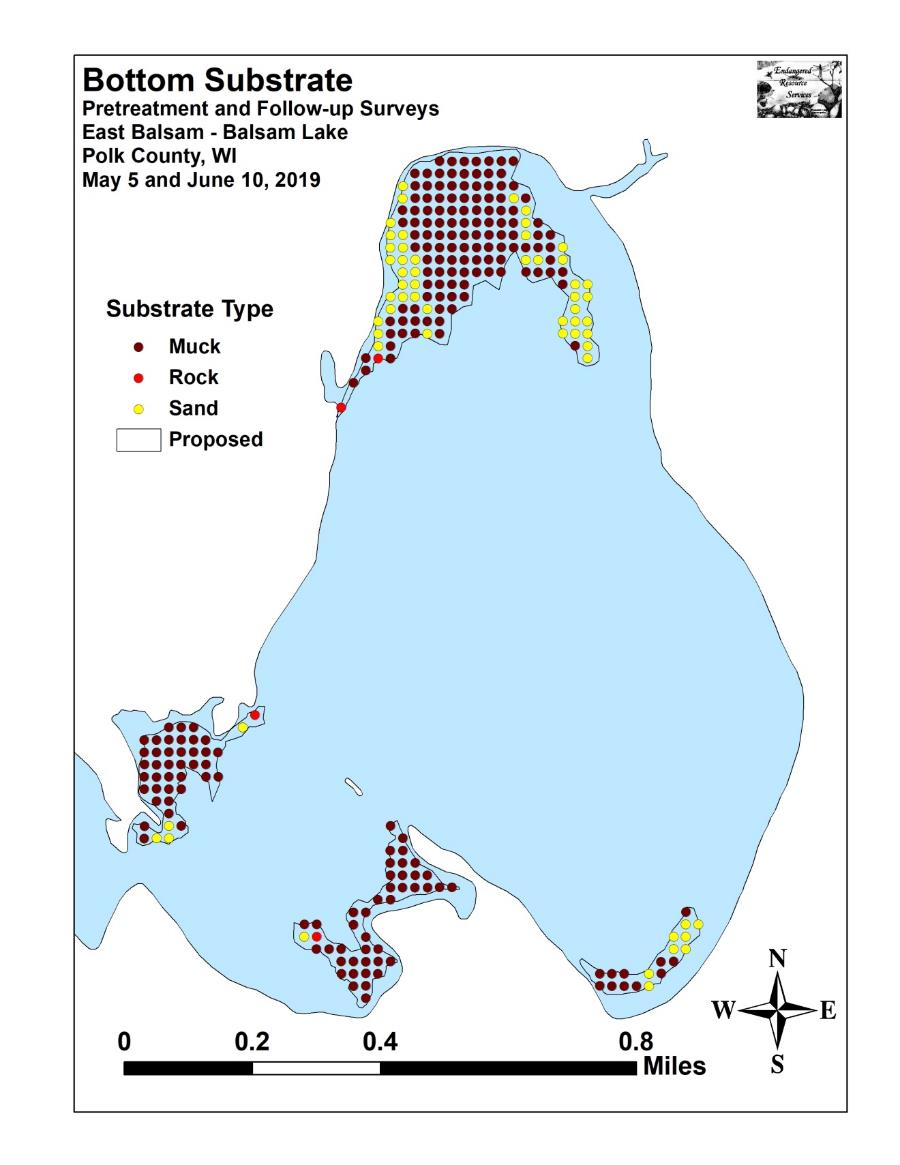 Bottom Substrate
Pretreatment and Follow-up Surveys
East Balsam - Balsam Lake
Polk County, WI
May 5 and June 10, 2019
Endangered
Resource
Services
Substrate Type
Muck
Rock
Sand
Proposed
N
W E
S
0 0.2 0.4 0.8
Miles